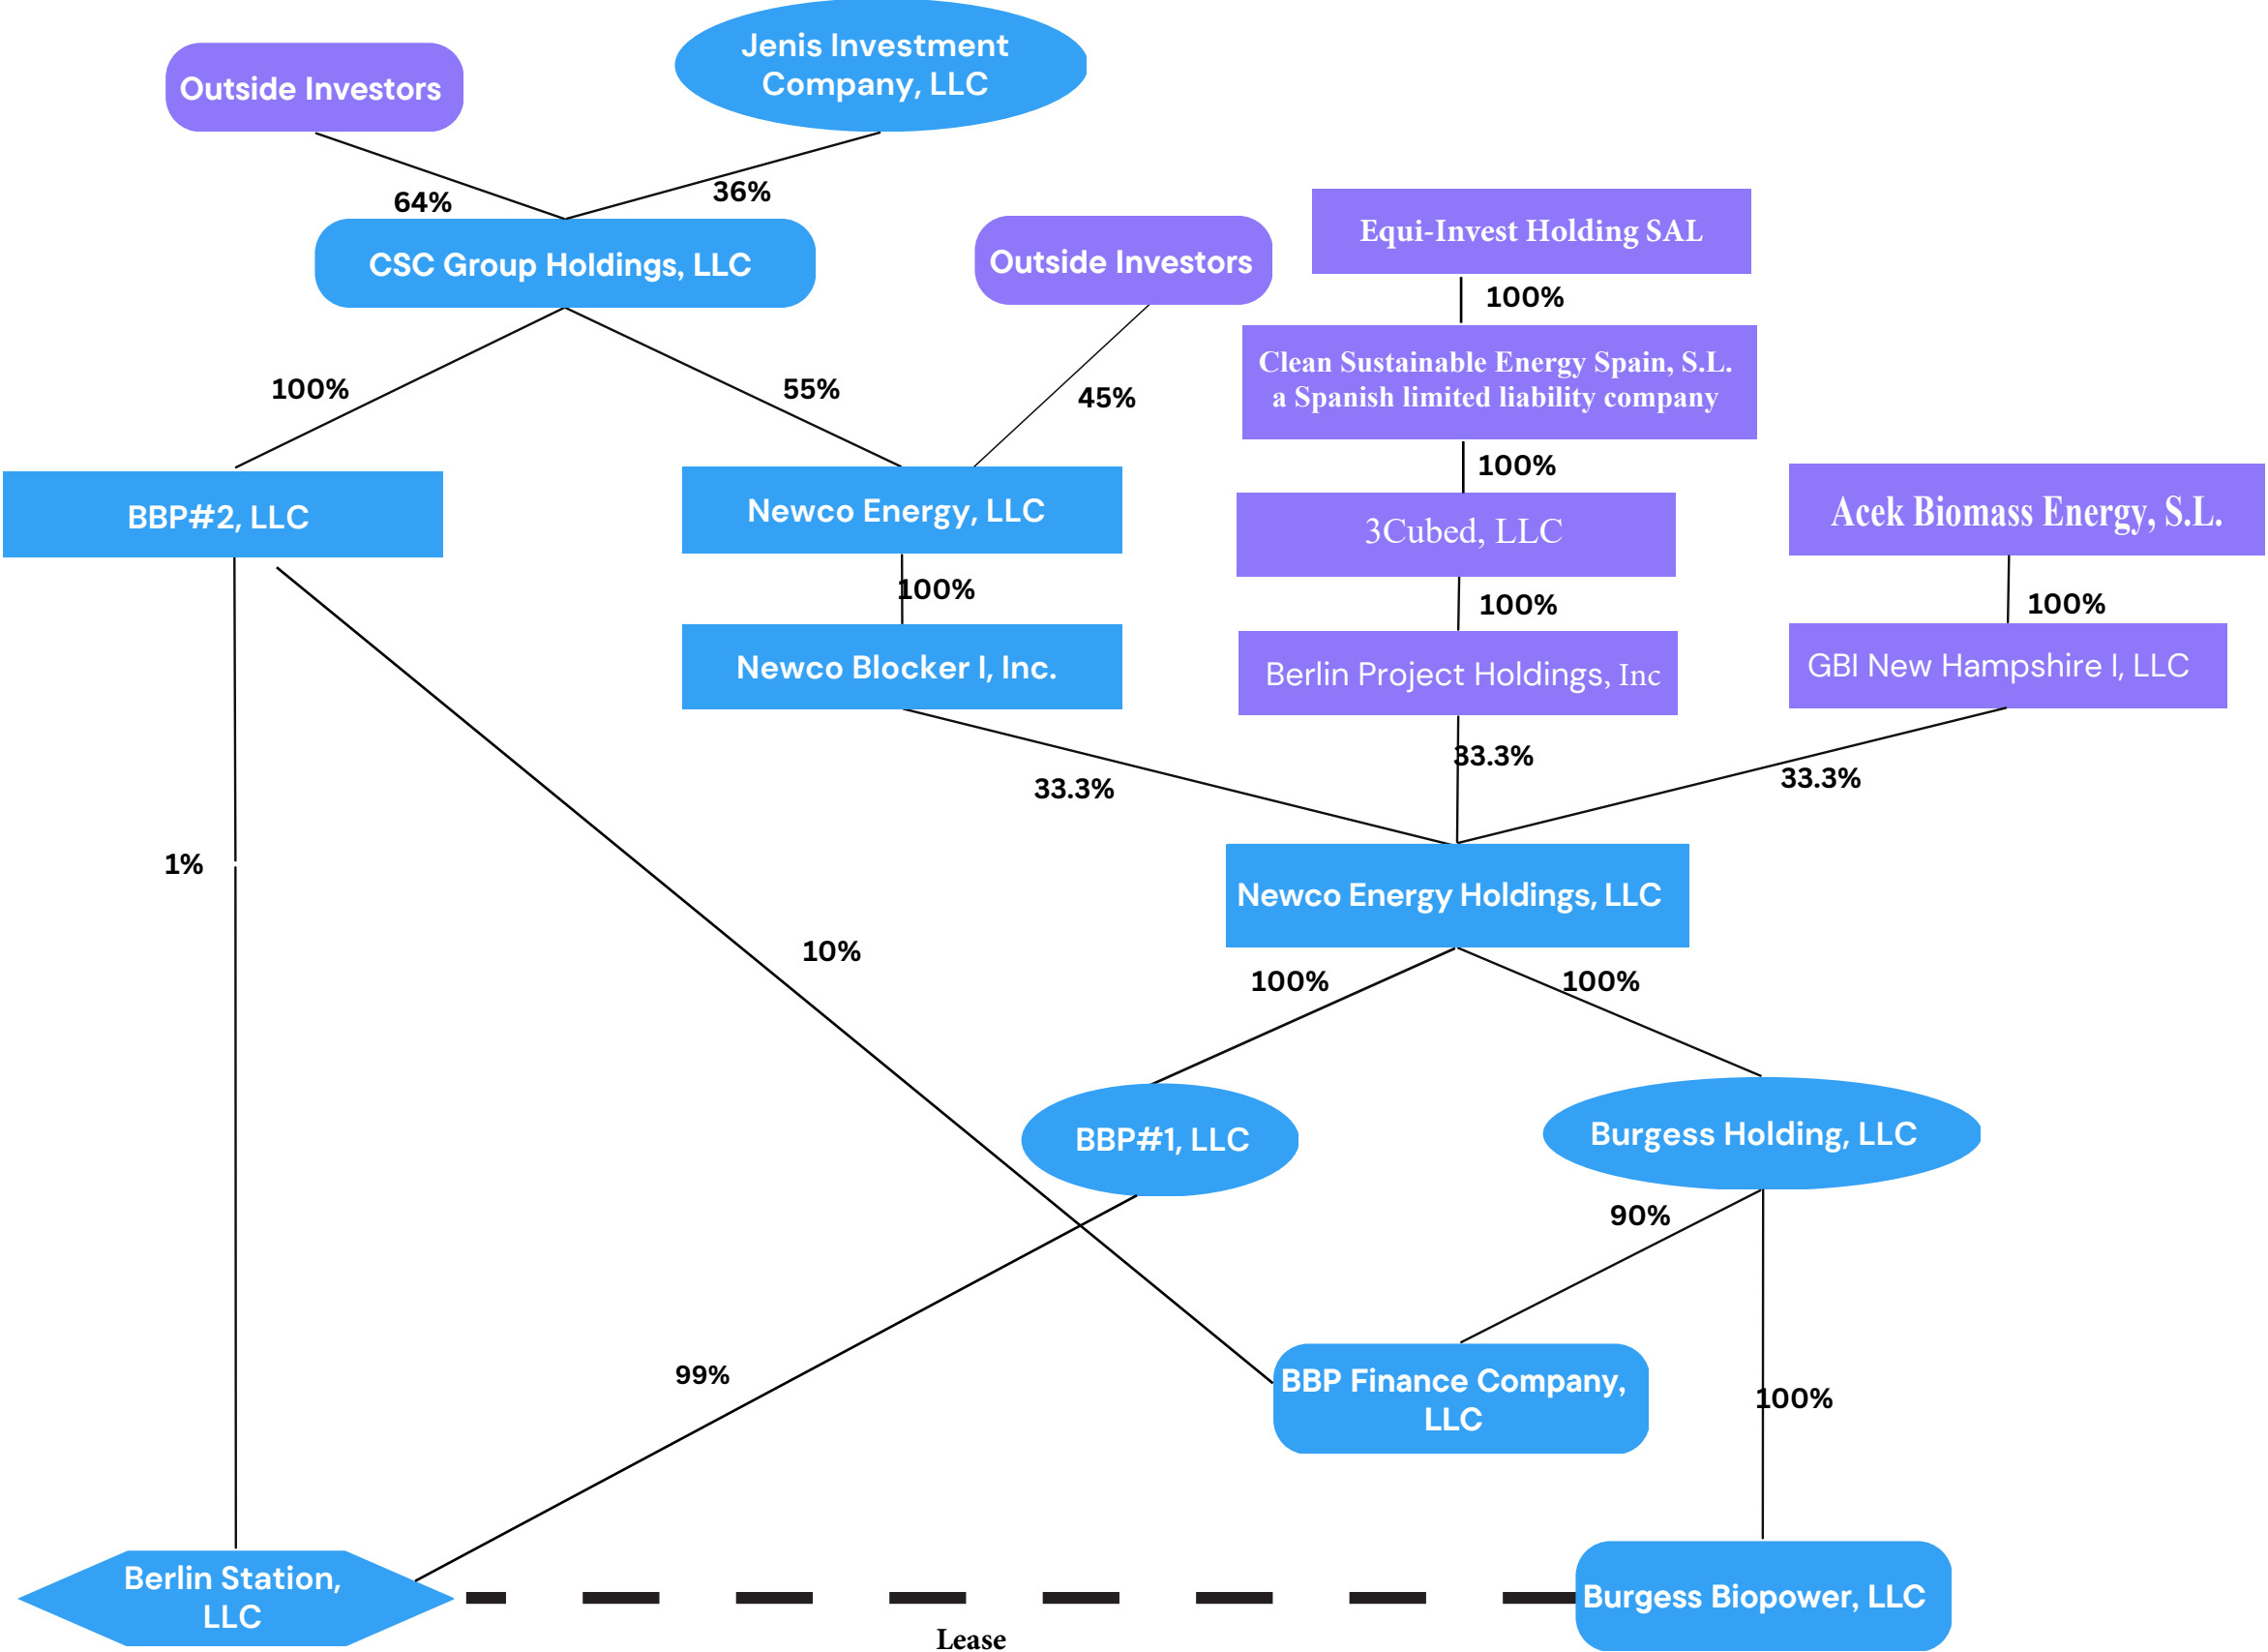 Jenis Investment
Company, LLC
Outside Investors
64%
36%
Equi-Invest Holding SAL
CSC Group Holdings, LLC
Outside Investors
100%
Clean Sustainable Energy Spain, S.L.
a Spanish limited liability company
100%
55%
45%
100%
BBP#2, LLC
Newco Energy, LLC
3Cubed, LLC
Acek Biomass Energy, S.L.
100%
100%
100%
Newco Blocker I, Inc.
Berlin Project Holdings, Inc
GBI New Hampshire I, LLC
33.3%
33.3%
33.3%
1%
Newco Energy Holdings, LLC
10%
100%
100%
BBP#1, LLC
Burgess Holding, LLC
90%
99%
BBP Finance Company,
LLC
100%
Berlin Station,
LLC
Burgess Biopower, LLC
Lease